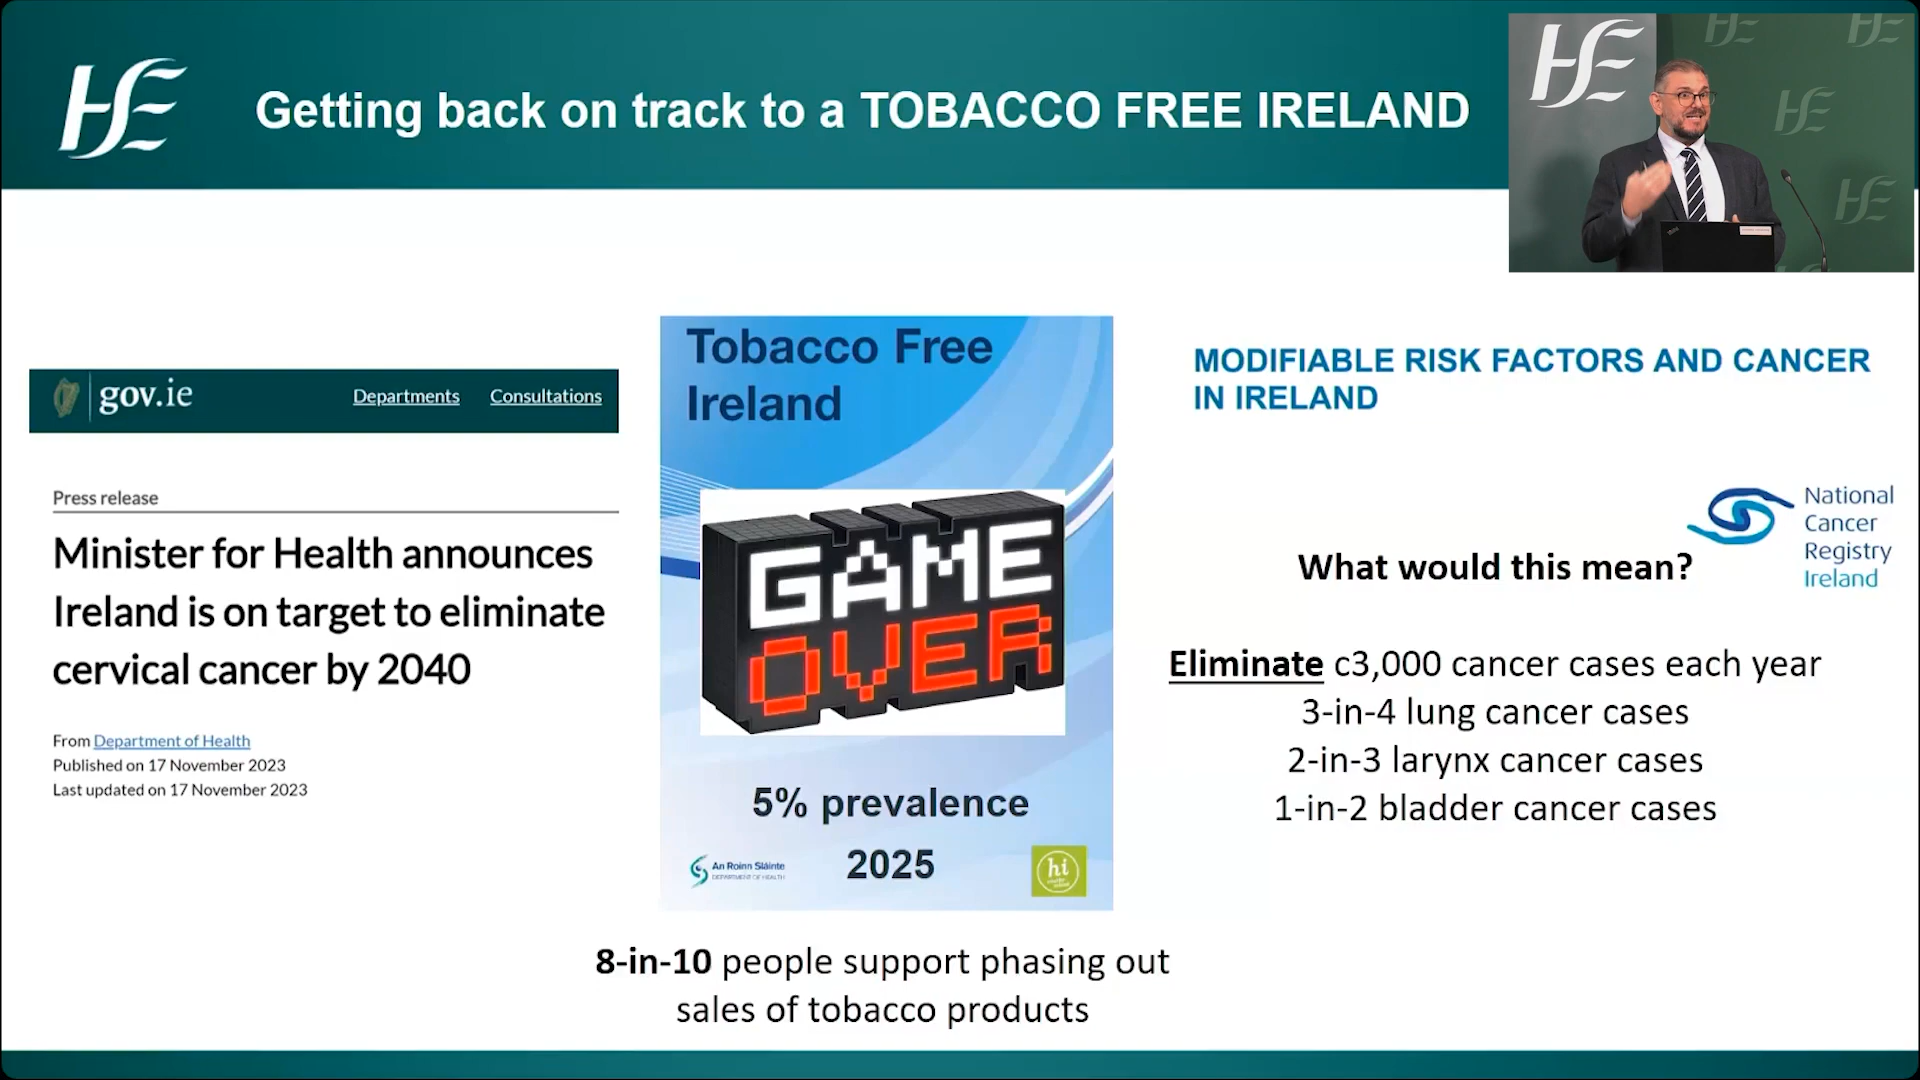 HSE
Getting back on track to a TOBACCO FREE IRELAND
HSE
gov.ie
Departments
Consultations
Press release
Minister for Health announces
Ireland is on target to eliminate
cervical cancer by 2040
From Department of Health
Published on 17 November 2023
Last updated on 17 November 2023
Tobacco Free
Ireland
GAME
OVER
5% prevalence
2025
An Roinn Sláinte
DEPARTMENT OF HEALTH
hi
8-in-10 people support phasing out
sales of tobacco products
MODIFIABLE RISK FACTORS AND CANCER
IN IRELAND
National
Cancer
Registry
Ireland
What would this mean?
Eliminate c3,000 cancer cases each year
3-in-4 lung cancer cases
2-in-3 larynx cancer cases
1-in-2 bladder cancer cases